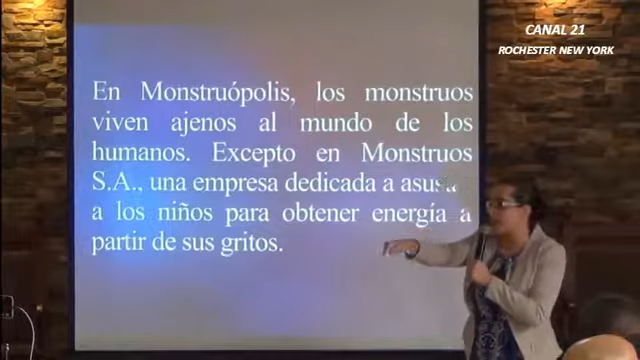 CANAL 21
ROCHESTER NEW YORK
En Monstruópolis, los monstruos
viven ajenos al mundo de los
humanos. Excepto en Monstruos
S.A., una empresa dedicada a
a los niños para obtener energía a
partir de sus gritos.